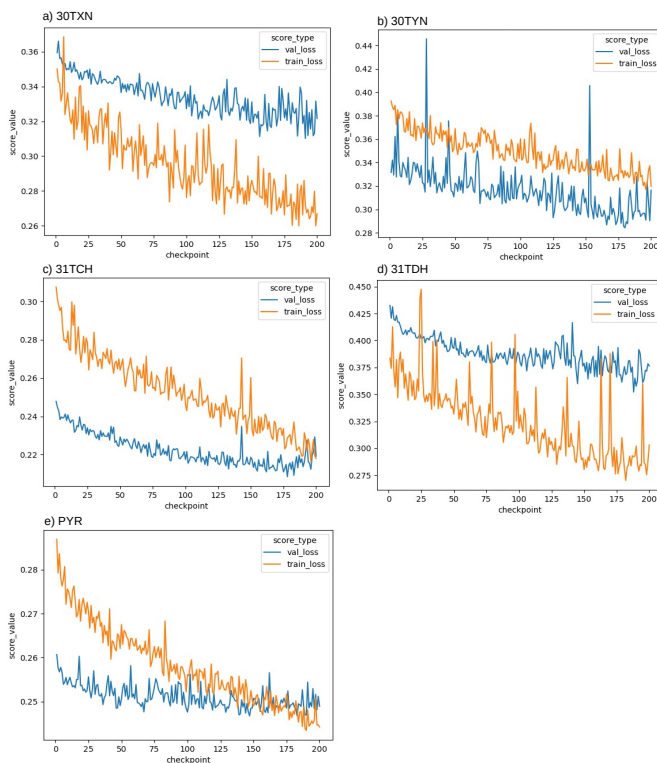 a) 30TXN
score_type
val_loss
train_loss
0.36
0.34
0.32
0.30
0.28
0.26
score_value
0 25 50 75 100 125 150 175 200
checkpoint
b) 30TYN
score_type
val_loss
train_loss
0.44
0.42
0.40
0.38
0.36
0.34
0.32
0.30
0.28
score_value
0 25 50 75 100 125 150 175 200
checkpoint
c) 31TCH
score_type
val_loss
train_loss
0.30
0.28
0.26
0.24
0.22
score_value
0 25 50 75 100 125 150 175 200
checkpoint
d) 31TDH
score_type
val_loss
train_loss
0.450
0.425
0.400
0.375
0.350
0.325
0.300
0.275
score_value
0 25 50 75 100 125 150 175 200
checkpoint
e) PYR
score_type
val_loss
train_loss
0.28
0.27
0.26
0.25
score_value
0 25 50 75 100 125 150 175 200
checkpoint